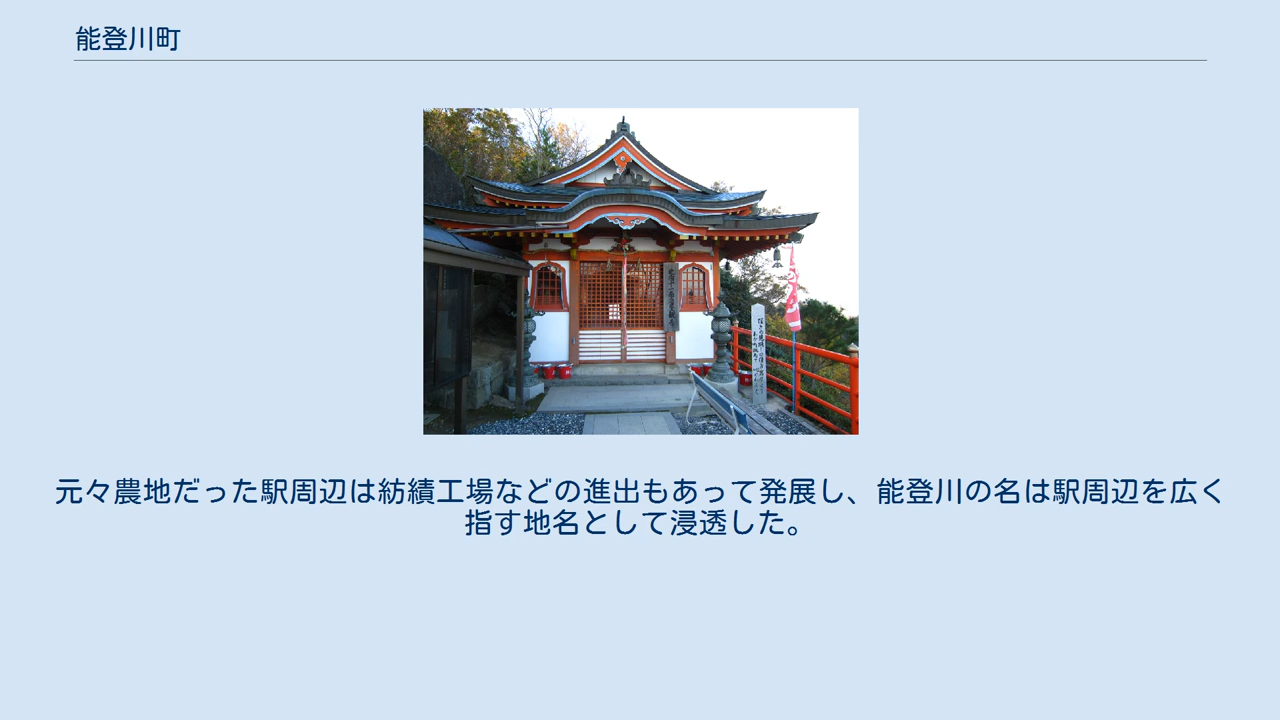 能登川町
元々農地だった駅周辺は紡績工場などの進出もあって発展し、能登川の名は駅周辺を広く
指す地名として浸透した。